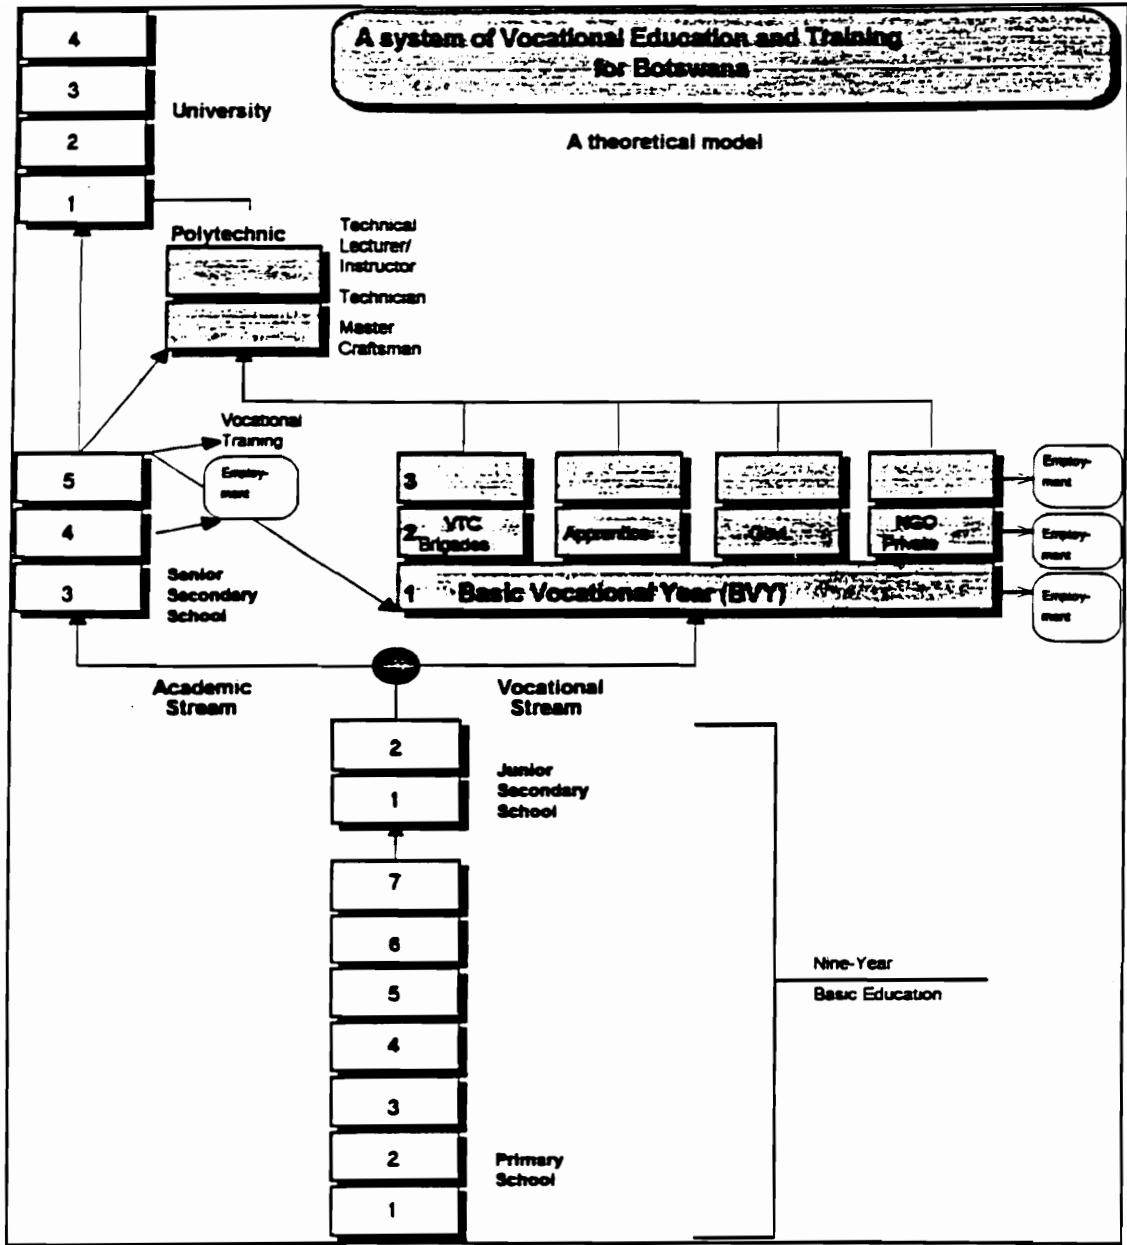 A system of Vocational Education and Training
for Botswana
A theoretical model
4
3
2
1
University
Polytechnic
Technical
Lecturer/
Instructor
Technician
Master
Craftsman
Vocational
Training
Employ-
ment
5
4
3
Senior
Secondary
School
3
2
VTC
Brigades
Apprentice
Govt.
NGO
Private
1 Basic Vocational Year (BVY)
Employ-
ment
Employ-
ment
Employ-
ment
Academic
Stream
Vocational
Stream
2
1
Junior
Secondary
School
7
6
5
4
3
2
1
Primary
School
Nine-Year
Basic Education